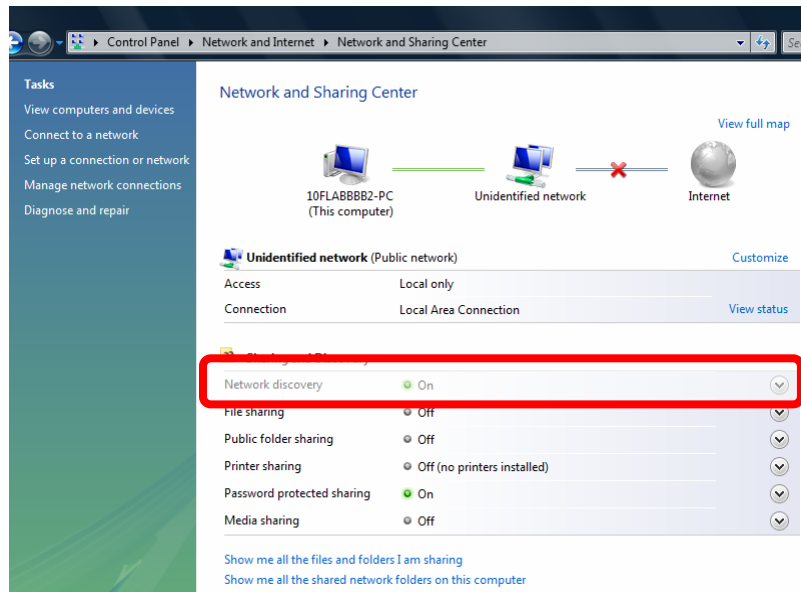 Control Panel ▸ Network and Internet ▸ Network and Sharing Center Se
Tasks
View computers and devices
Connect to a network
Set up a connection or network
Manage network connections
Diagnose and repair
Network and Sharing Center
View full map
10FLABBBB2-PC
(This computer)
Unidentified network
Internet
Unidentified network (Public network) Customize
Access Local only
Connection Local Area Connection View status
Sharing and Discovery
Network discovery On
File sharing Off
Public folder sharing Off
Printer sharing Off (no printers installed)
Password protected sharing On
Media sharing Off
Show me all the files and folders I am sharing
Show me all the shared network folders on this computer